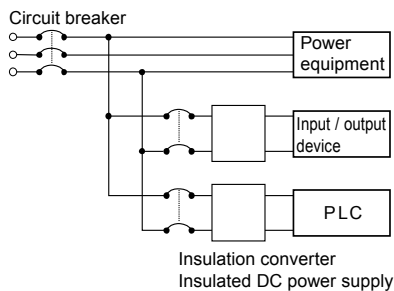 Circuit breaker
Power
equipment
Input / output
device
PLC
Insulation converter
Insulated DC power supply